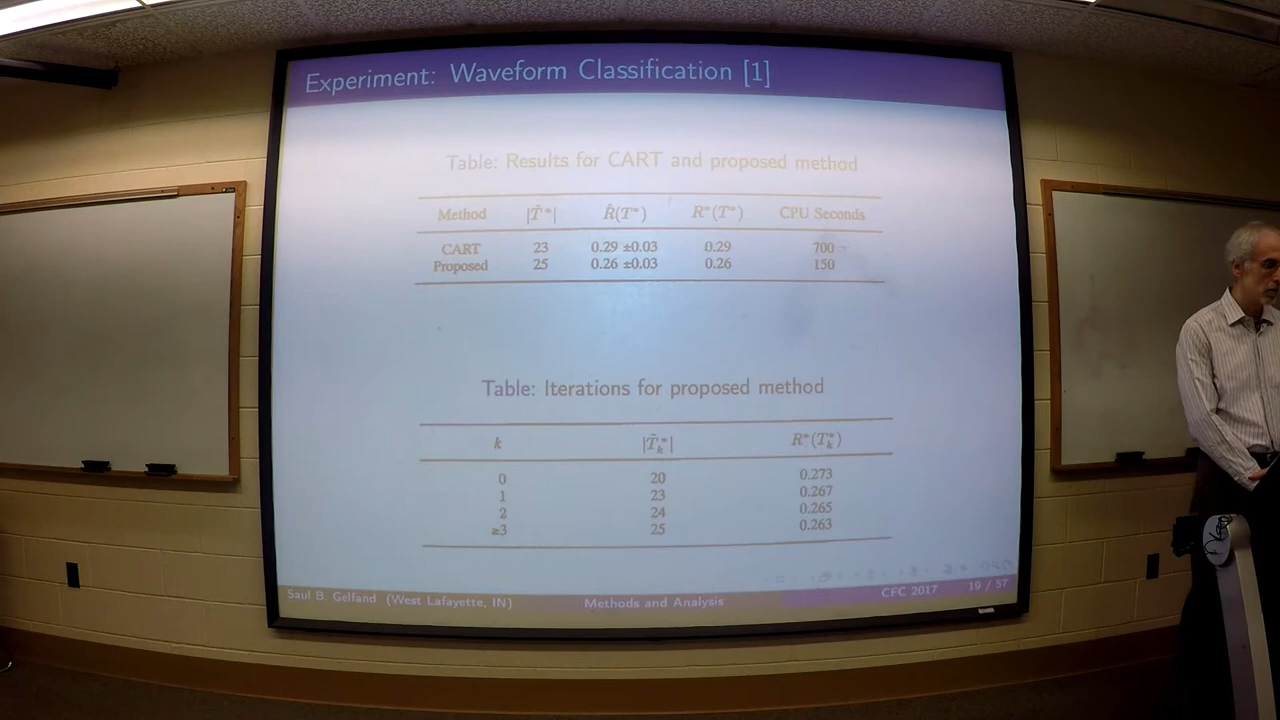 Experiment: Waveform Classification [1]
Table: Results for CART and proposed method
Method |T̃*| R̂(T*) R*(T*) CPU Seconds
CART 23 0.29 ±0.03 0.29 700
Proposed 25 0.26 ±0.03 0.26 150
Table: Iterations for proposed method
k |T̃*ₖ| R*(T*ₖ)
0 20 0.273
1 23 0.267
2 24 0.265
≥3 25 0.263
Saul B. Gelfand (West Lafayette, IN) Methods and Analysis CFC 2017 19 / 57